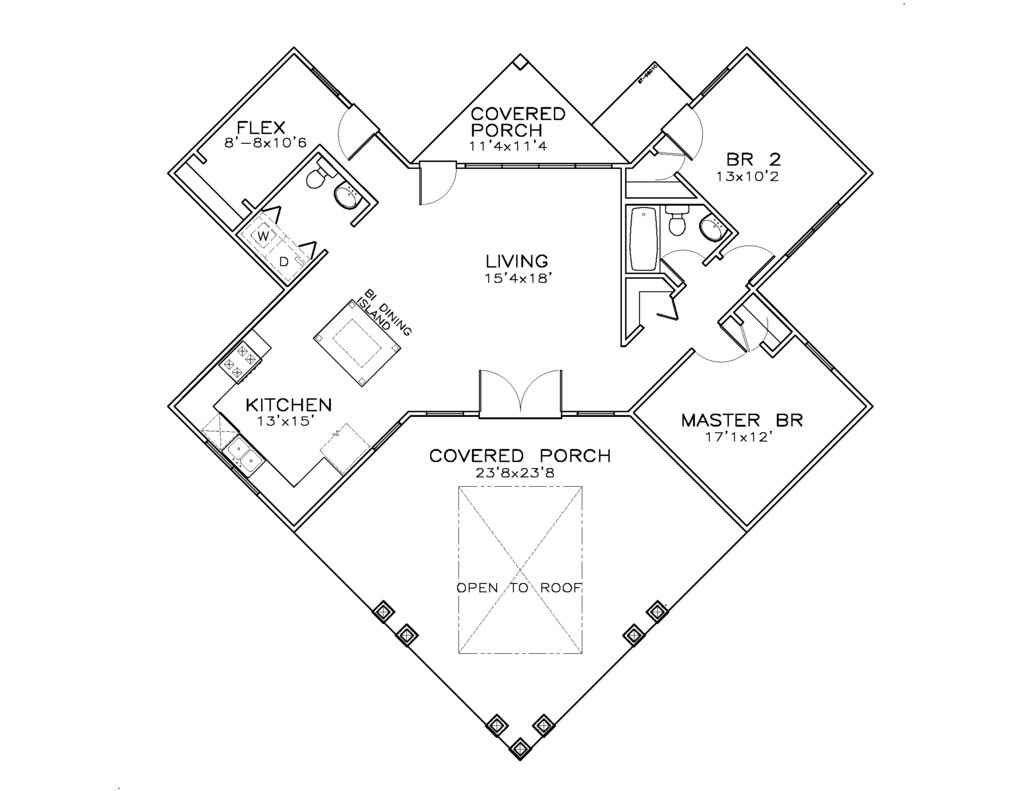 COVERED
PORCH
11'4x11'4
FLEX
8'-8x10'6
BR 2
13x10'2
W
D
LIVING
15'4x18'
BI DINING
ISLAND
KITCHEN
13'x15'
MASTER BR
17'1x12'
COVERED PORCH
23'8x23'8
OPEN TO ROOF